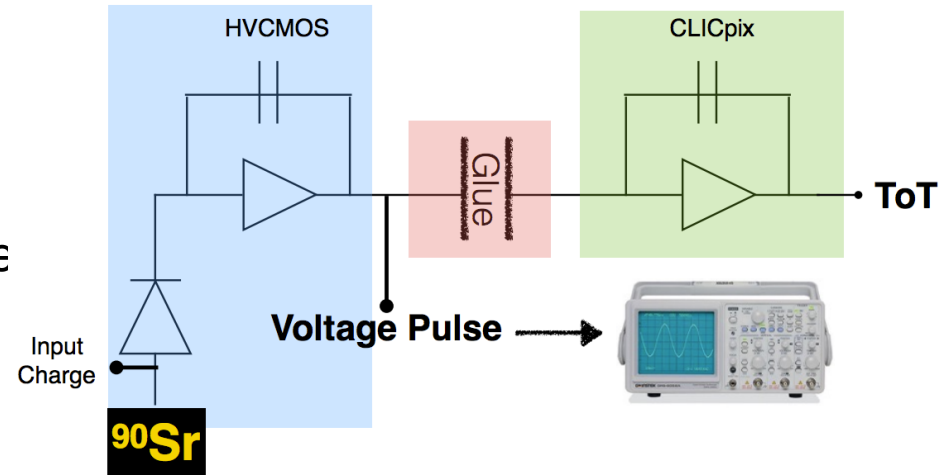 HVCMOS
CLICpix
Glue
ToT
e
Voltage Pulse
Input
Charge
90Sr